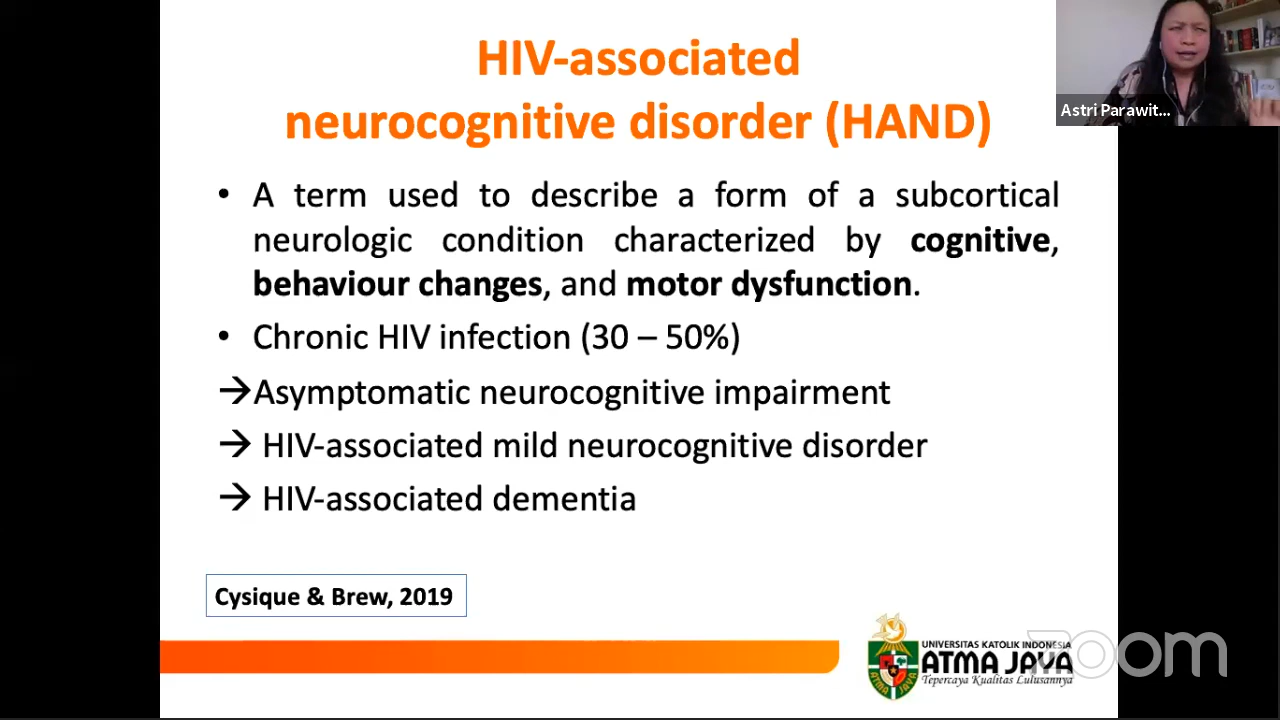 HIV-associated
neurocognitive disorder (HAND)
Astri Parawit...
• A term used to describe a form of a subcortical
neurologic condition characterized by cognitive,
behaviour changes, and motor dysfunction.
• Chronic HIV infection (30 – 50%)
→Asymptomatic neurocognitive impairment
→ HIV-associated mild neurocognitive disorder
→ HIV-associated dementia
Cysique & Brew, 2019
UNIVERSITAS KATOLIK INDONESIA
ATMA JAYA
Tepercaya Kualitas Lulusannya
ATMA JAYA
zoom